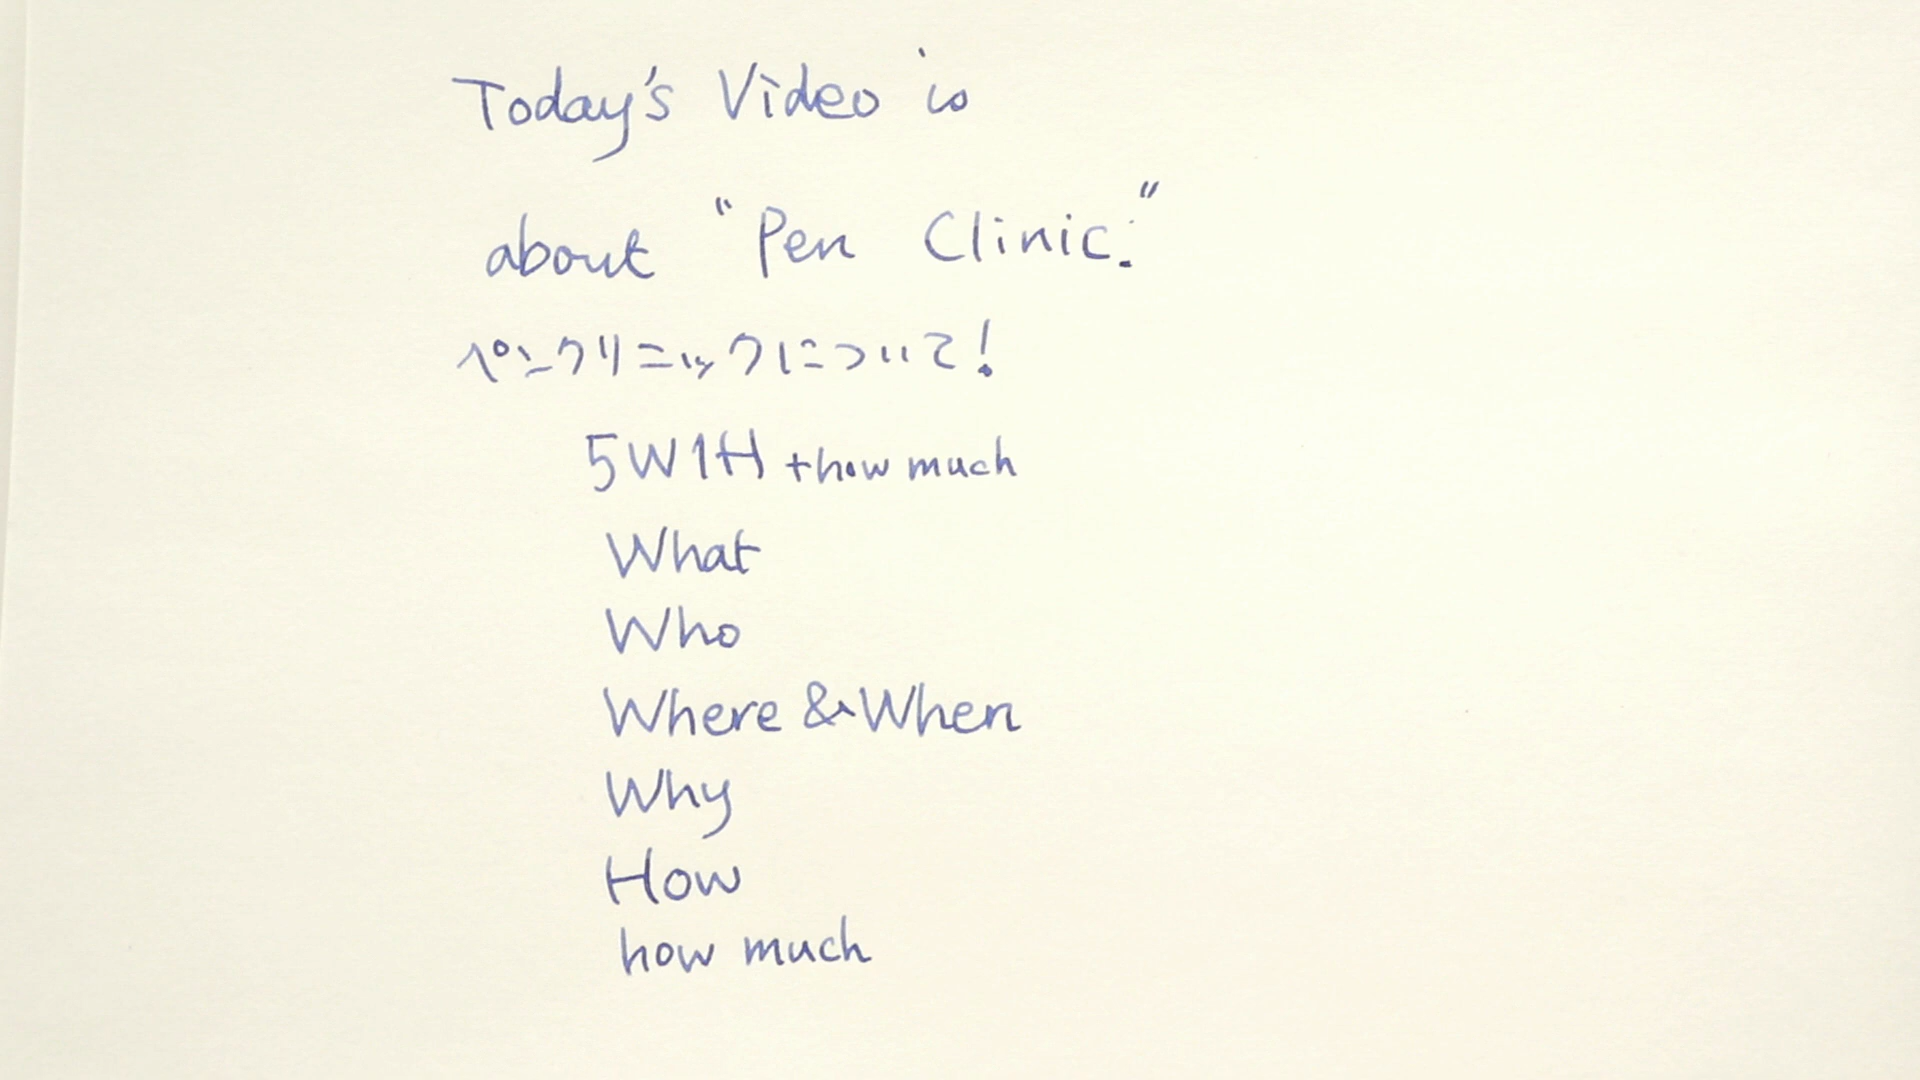 Today's Video is
about "Pen Clinic."
ペンクリニックについて!
5W1H +how much
What
Who
Where & When
Why
How
how much